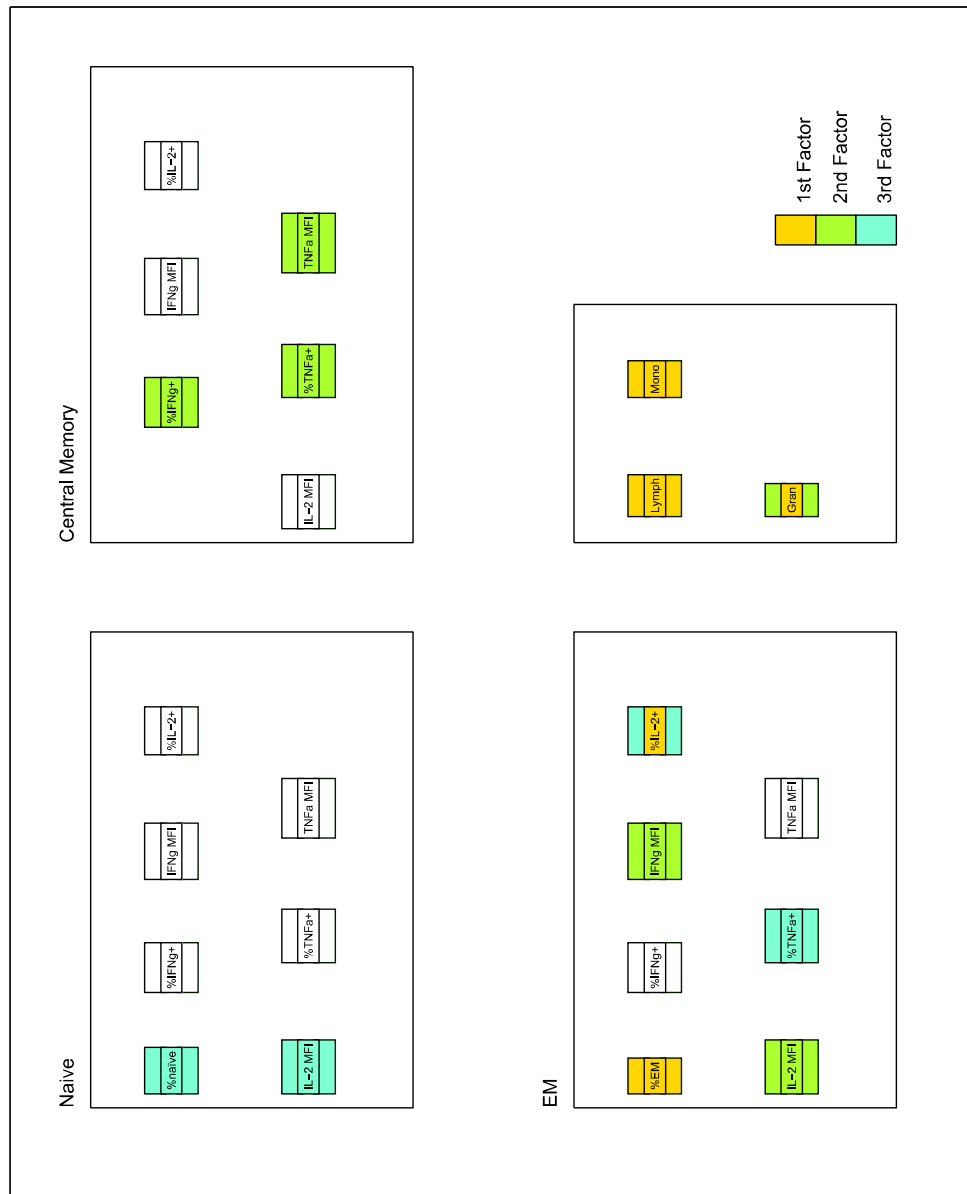 Naive
%naive
%IFNg+
IFNg MFI
%IL-2+
IL-2 MFI
%TNFa+
TNFa MFI
Central Memory
%IFNg+
IFNg MFI
%IL-2+
IL-2 MFI
%TNFa+
TNFa MFI
EM
%EM
%IFNg+
IFNg MFI
%IL-2+
IL-2 MFI
%TNFa+
TNFa MFI
Lymph
Mono
Gran
1st Factor
2nd Factor
3rd Factor